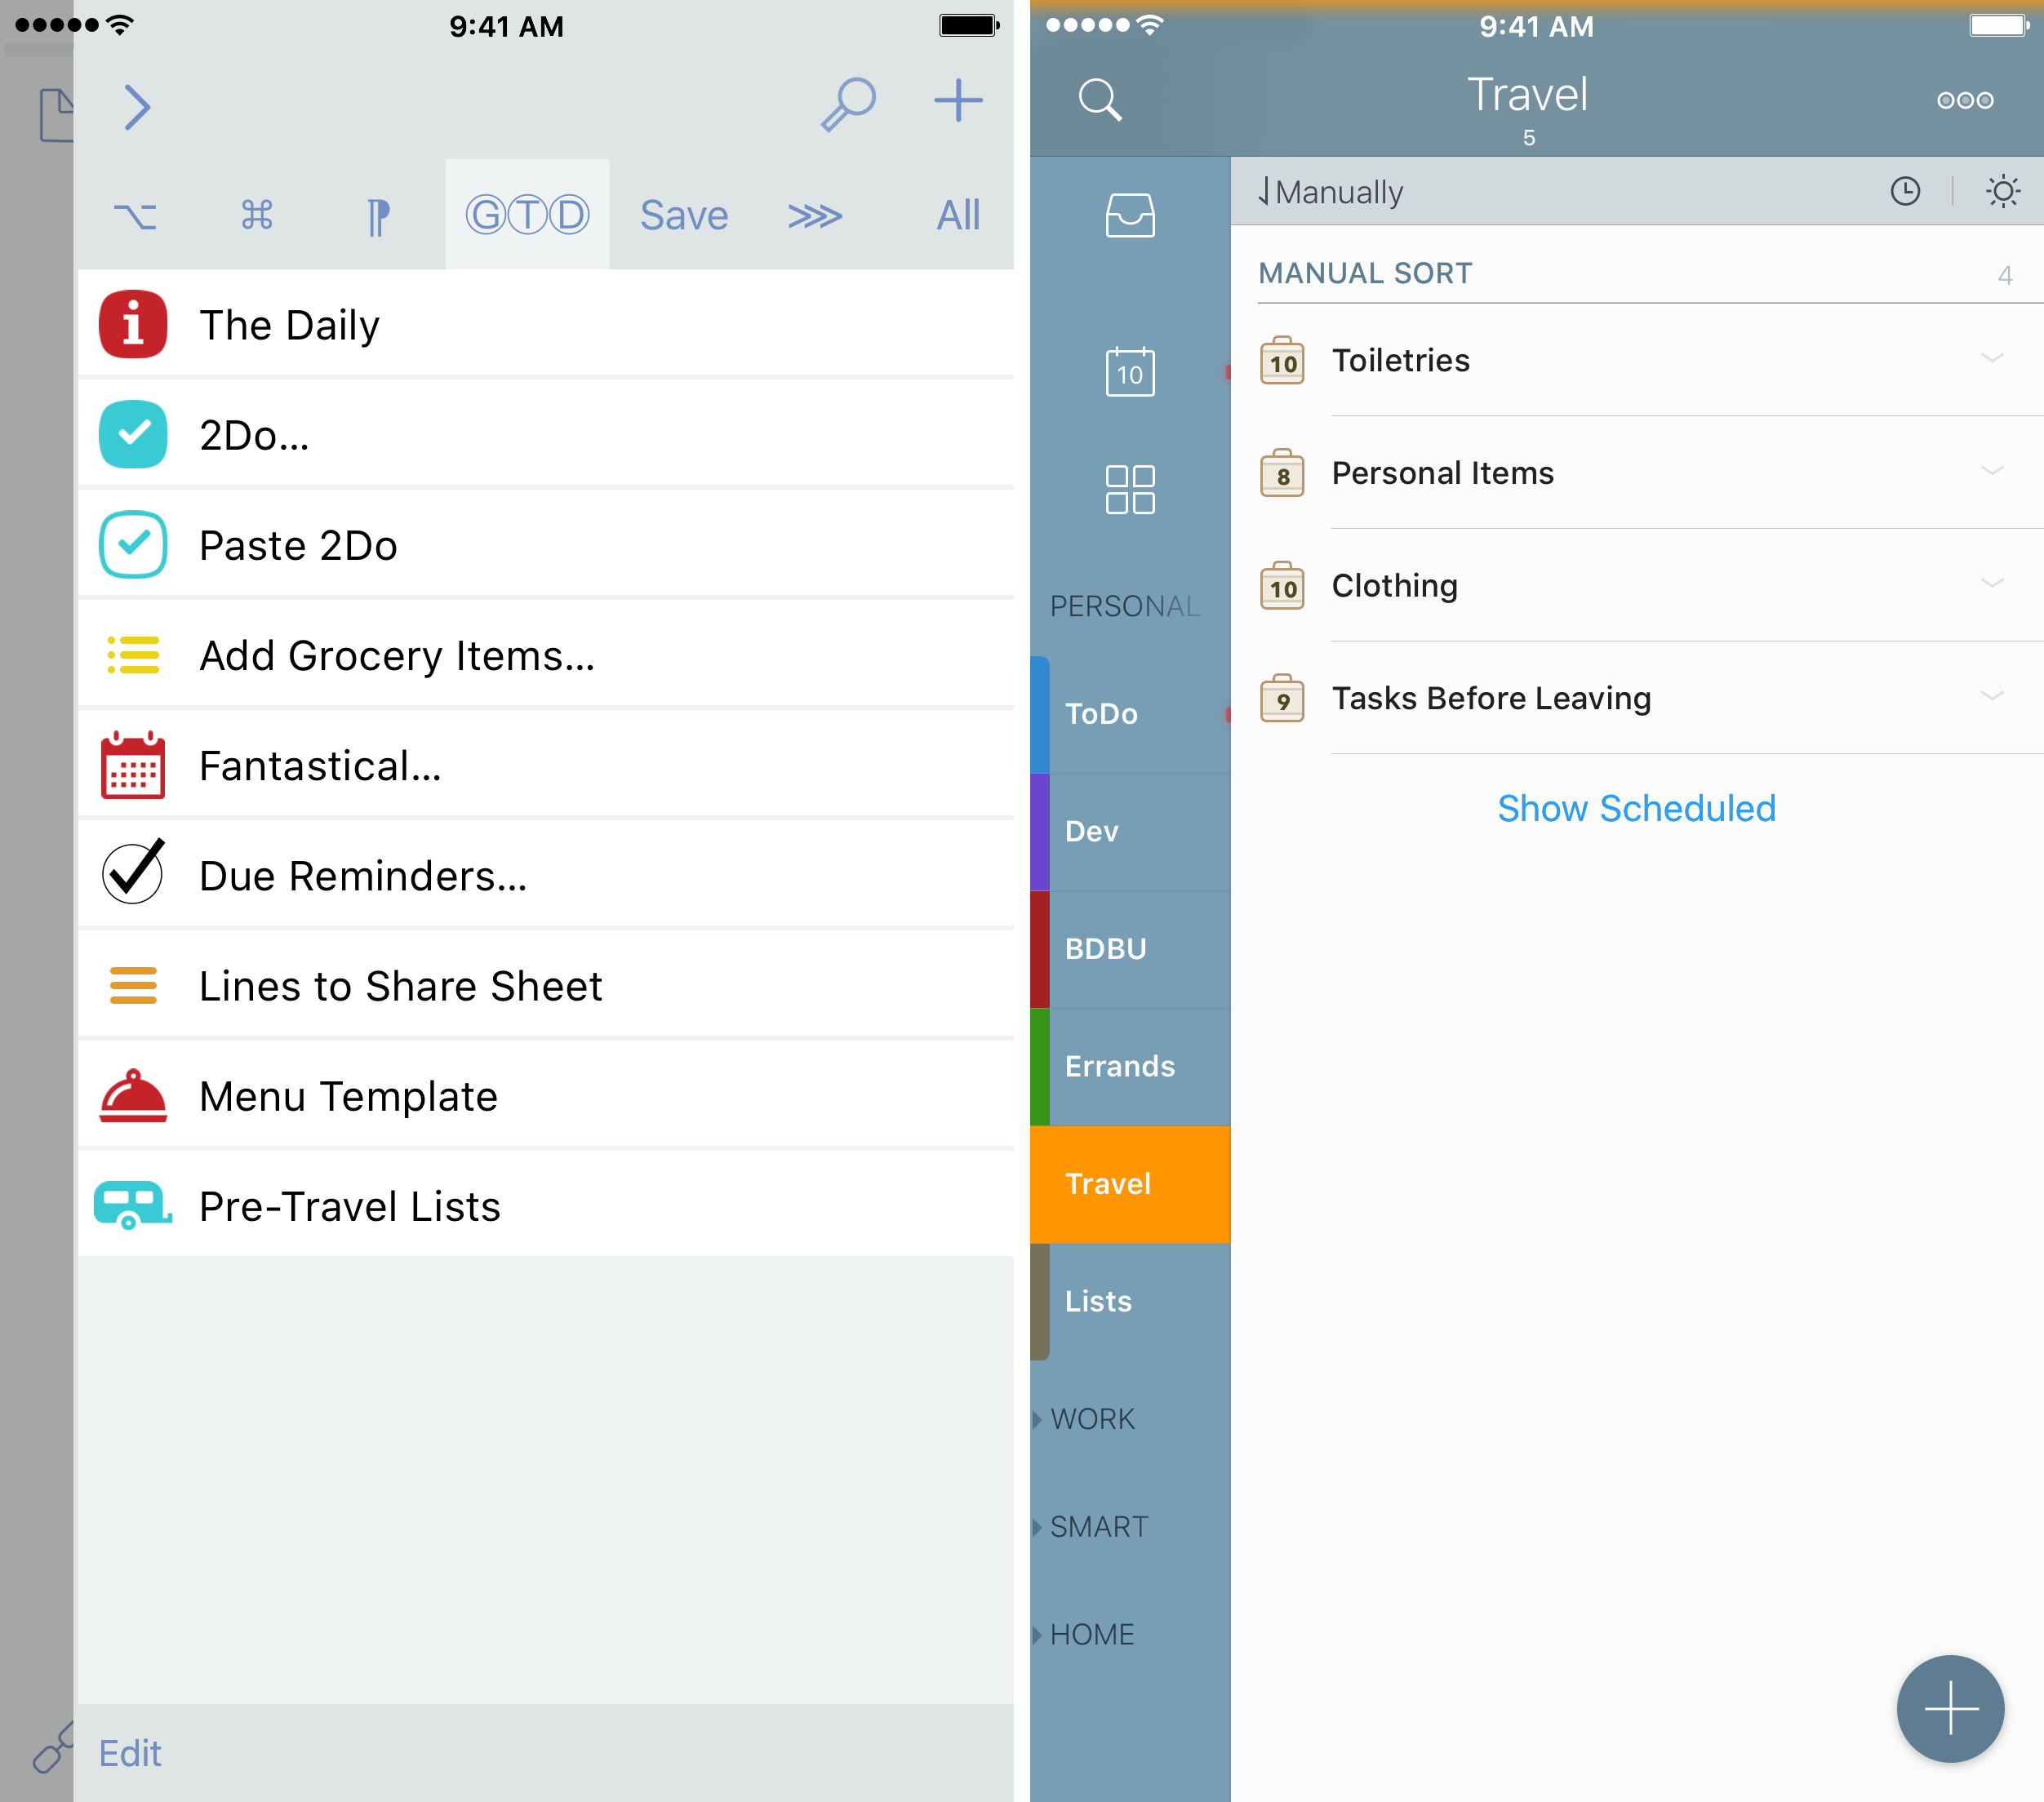 9:41 AM
⌥ ⌘ ¶ ⒼⓉⒹ Save >>> All
The Daily
2Do...
Paste 2Do
Add Grocery Items...
Fantastical...
Due Reminders...
Lines to Share Sheet
Menu Template
Pre-Travel Lists
Edit
9:41 AM
Travel
5
10
PERSONAL
ToDo
Dev
BDBU
Errands
Travel
Lists
WORK
SMART
HOME
Manually
MANUAL SORT 4
10 Toiletries
8 Personal Items
10 Clothing
9 Tasks Before Leaving
Show Scheduled